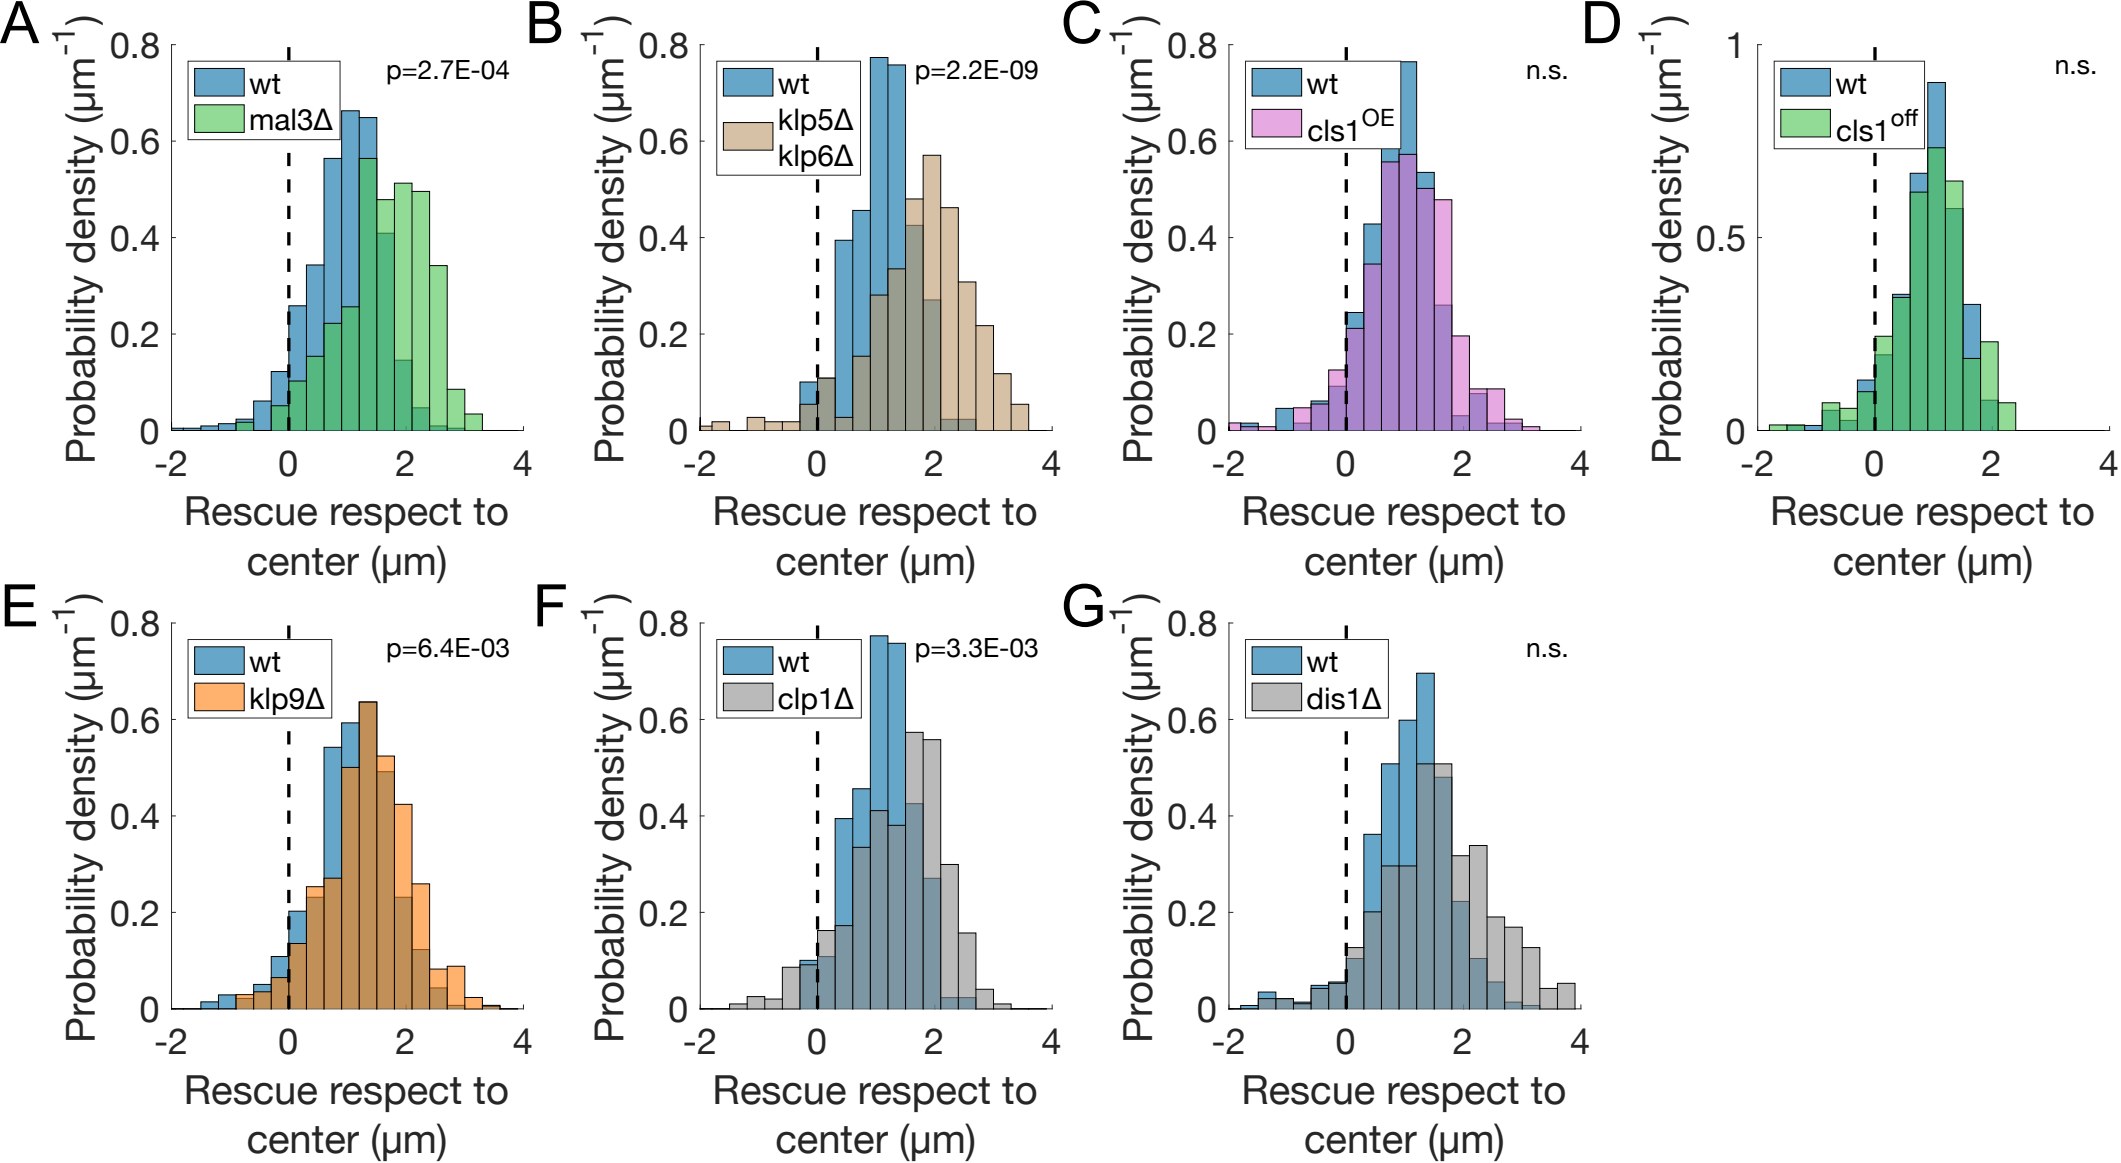 A
Probability density (µm⁻¹)
0.8
0.6
0.4
0.2
0
wt
mal3Δ
p=2.7E-04
-2 0 2 4
Rescue respect to
center (µm)
B
Probability density (µm⁻¹)
0.8
0.6
0.4
0.2
0
wt
klp5Δ
klp6Δ
p=2.2E-09
-2 0 2 4
Rescue respect to
center (µm)
C
Probability density (µm⁻¹)
0.8
0.6
0.4
0.2
0
wt
cls1ᴼᴱ
n.s.
-2 0 2 4
Rescue respect to
center (µm)
D
Probability density (µm⁻¹)
1
0.5
0
wt
cls1ᵒᶠᶠ
n.s.
-2 0 2 4
Rescue respect to
center (µm)
E
Probability density (µm⁻¹)
0.8
0.6
0.4
0.2
0
wt
klp9Δ
p=6.4E-03
-2 0 2 4
Rescue respect to
center (µm)
F
Probability density (µm⁻¹)
0.8
0.6
0.4
0.2
0
wt
clp1Δ
p=3.3E-03
-2 0 2 4
Rescue respect to
center (µm)
G
Probability density (µm⁻¹)
0.8
0.6
0.4
0.2
0
wt
dis1Δ
n.s.
-2 0 2 4
Rescue respect to
center (µm)